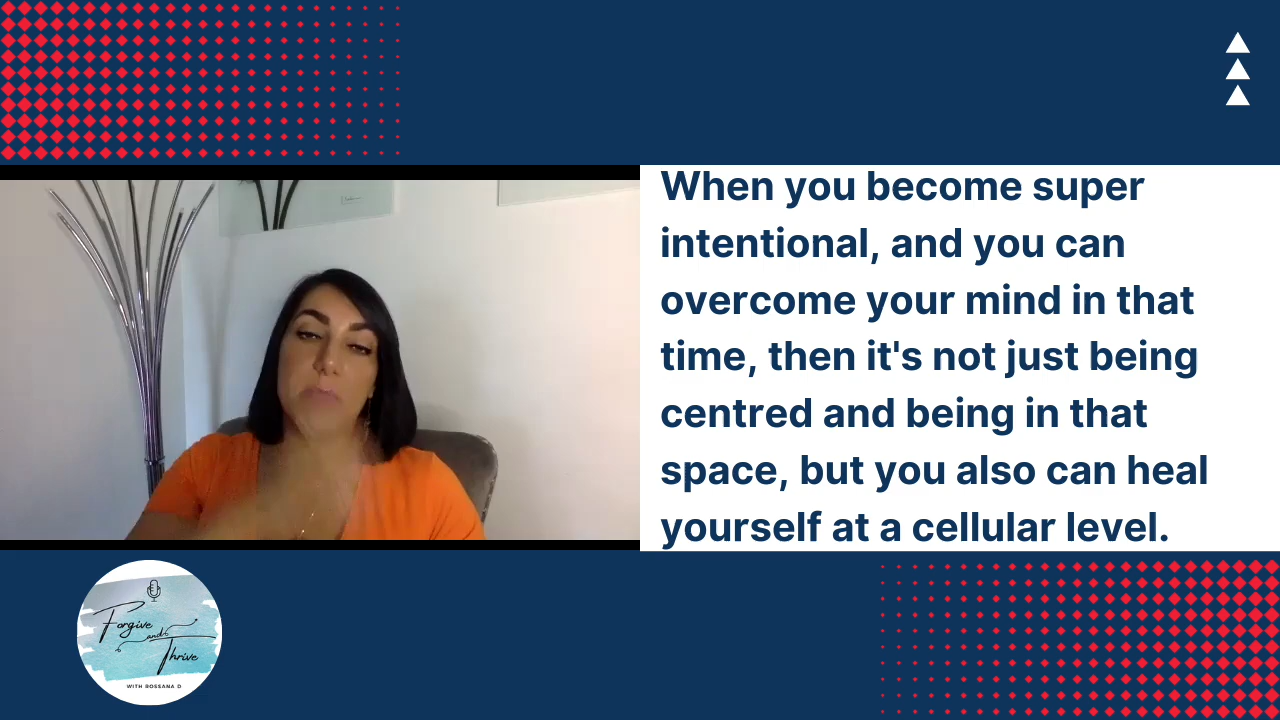 When you become super
intentional, and you can
overcome your mind in that
time, then it's not just being
centred and being in that
space, but you also can heal
yourself at a cellular level.
Forgive
and
Thrive
WITH ROSSANA D